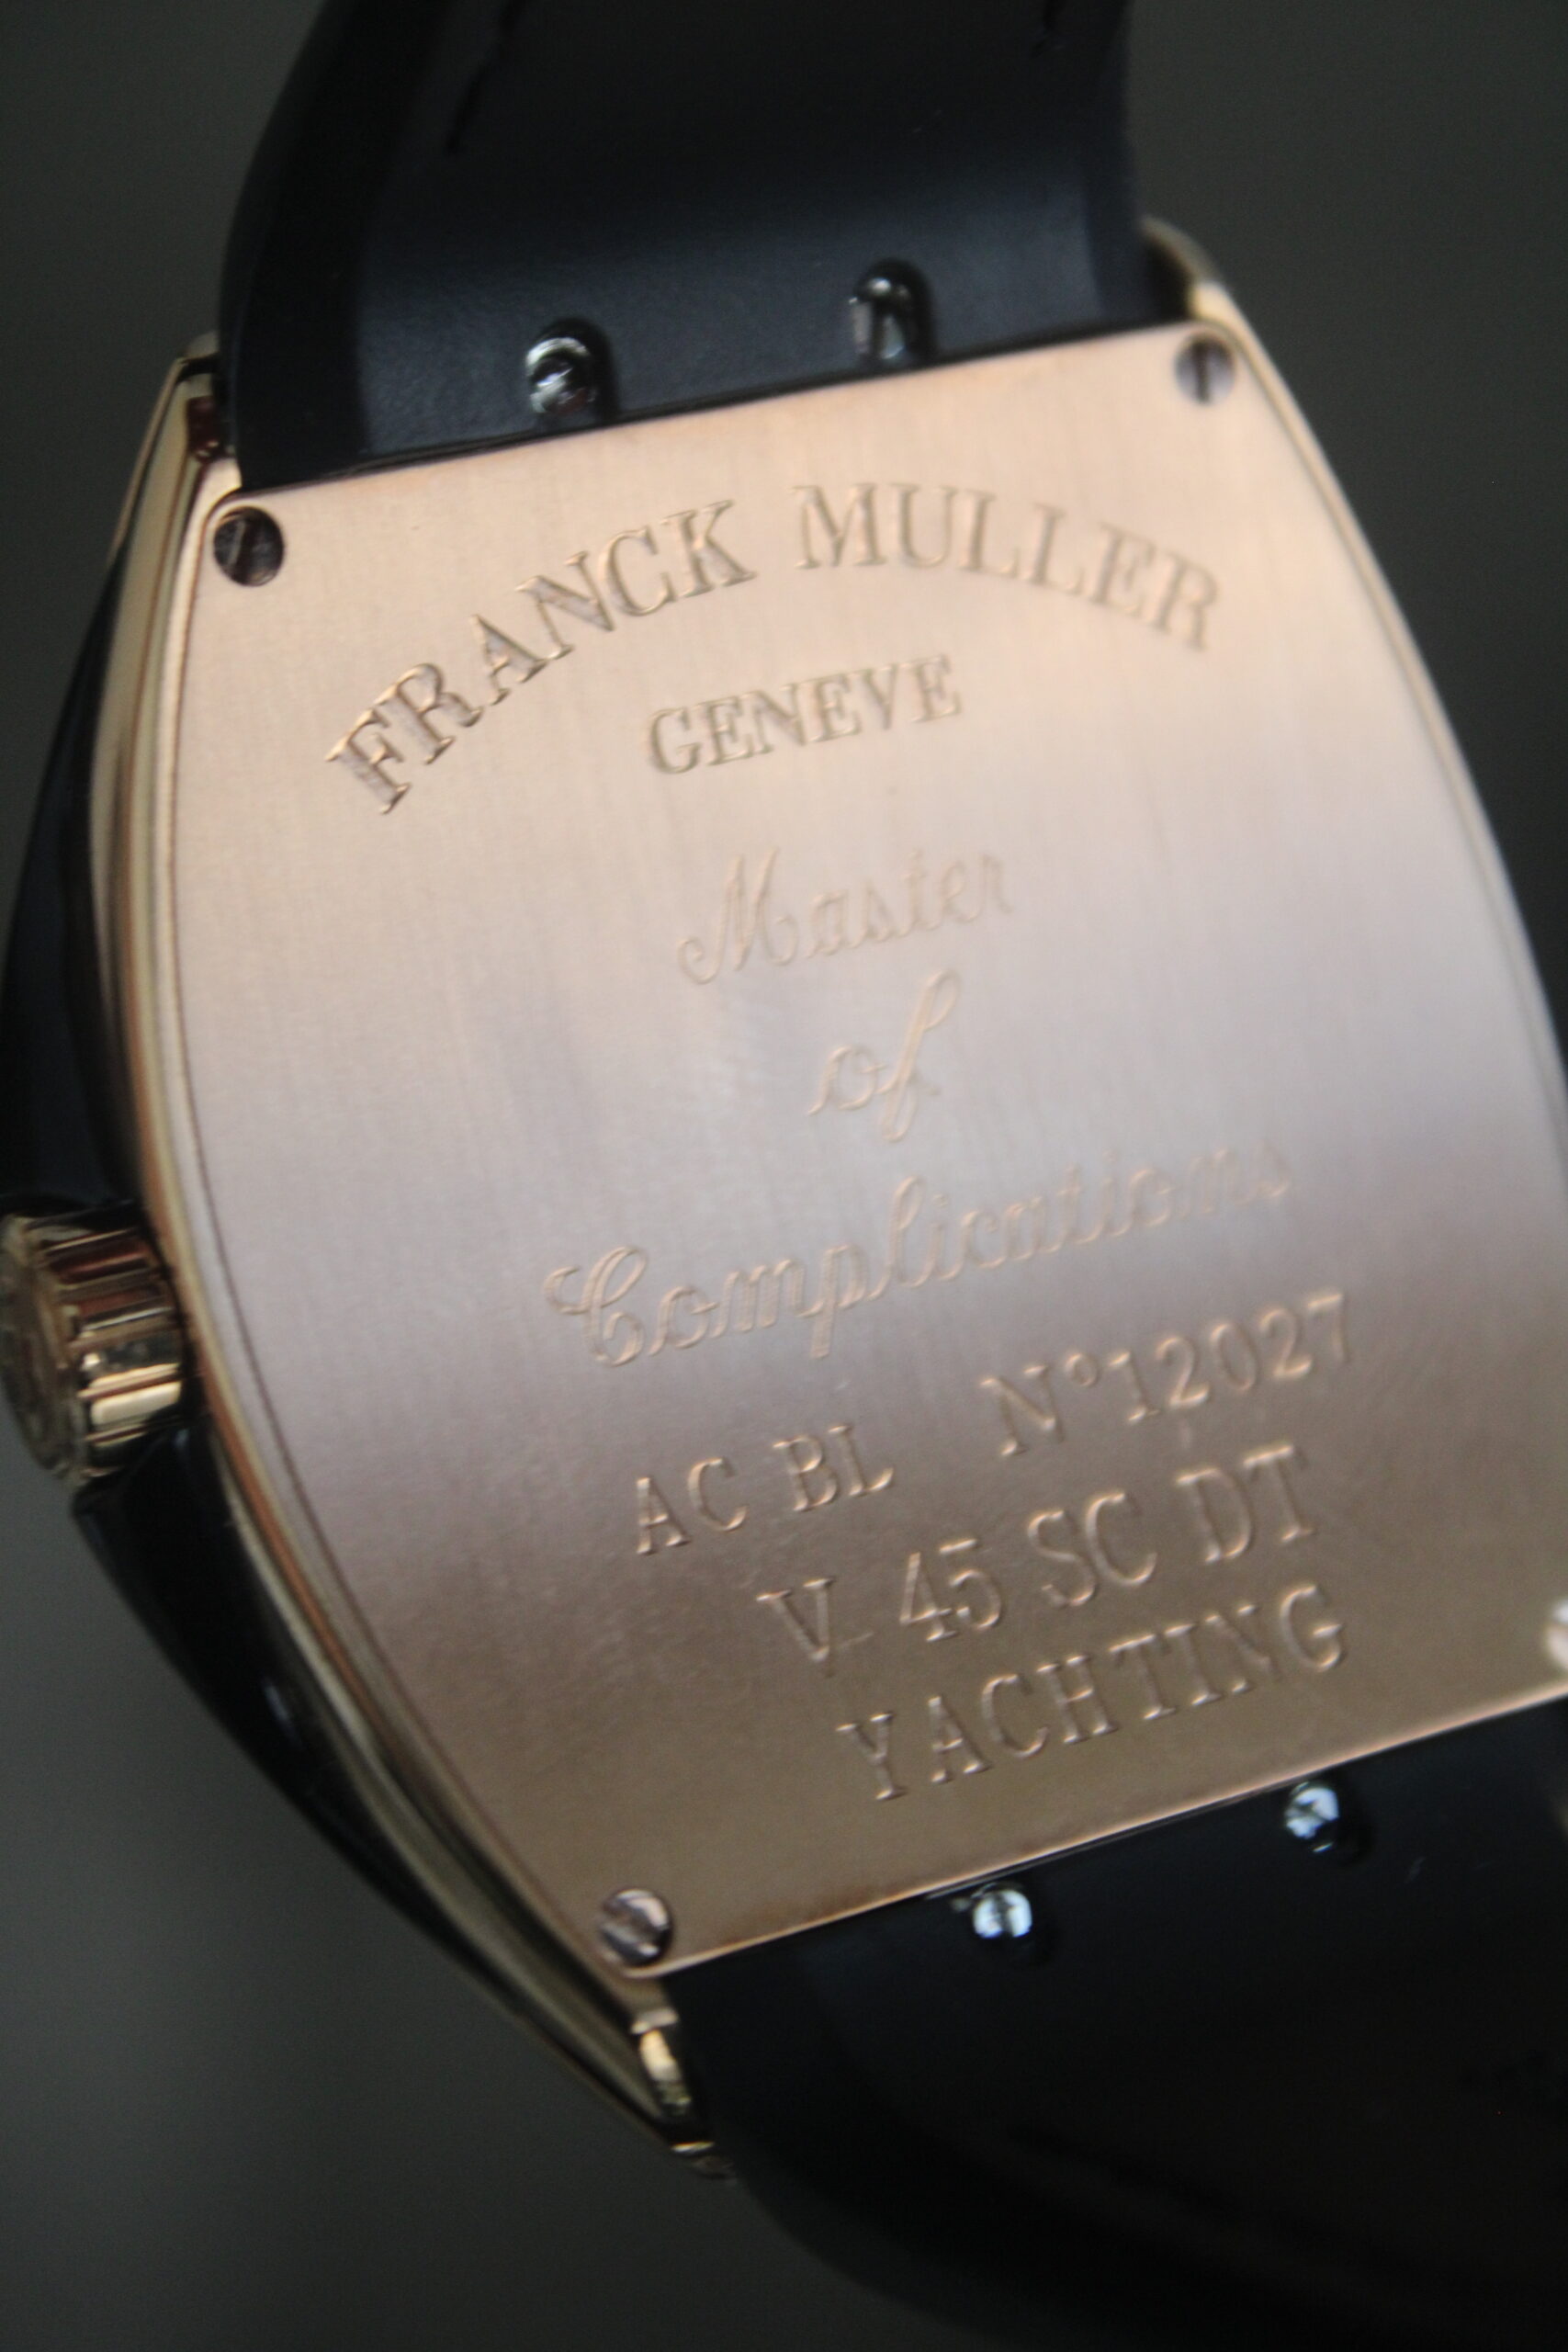 FRANCK MULLER
GENEVE
Master
of
Complications
AC BL N°12027
V 45 SC DT
YACHTING